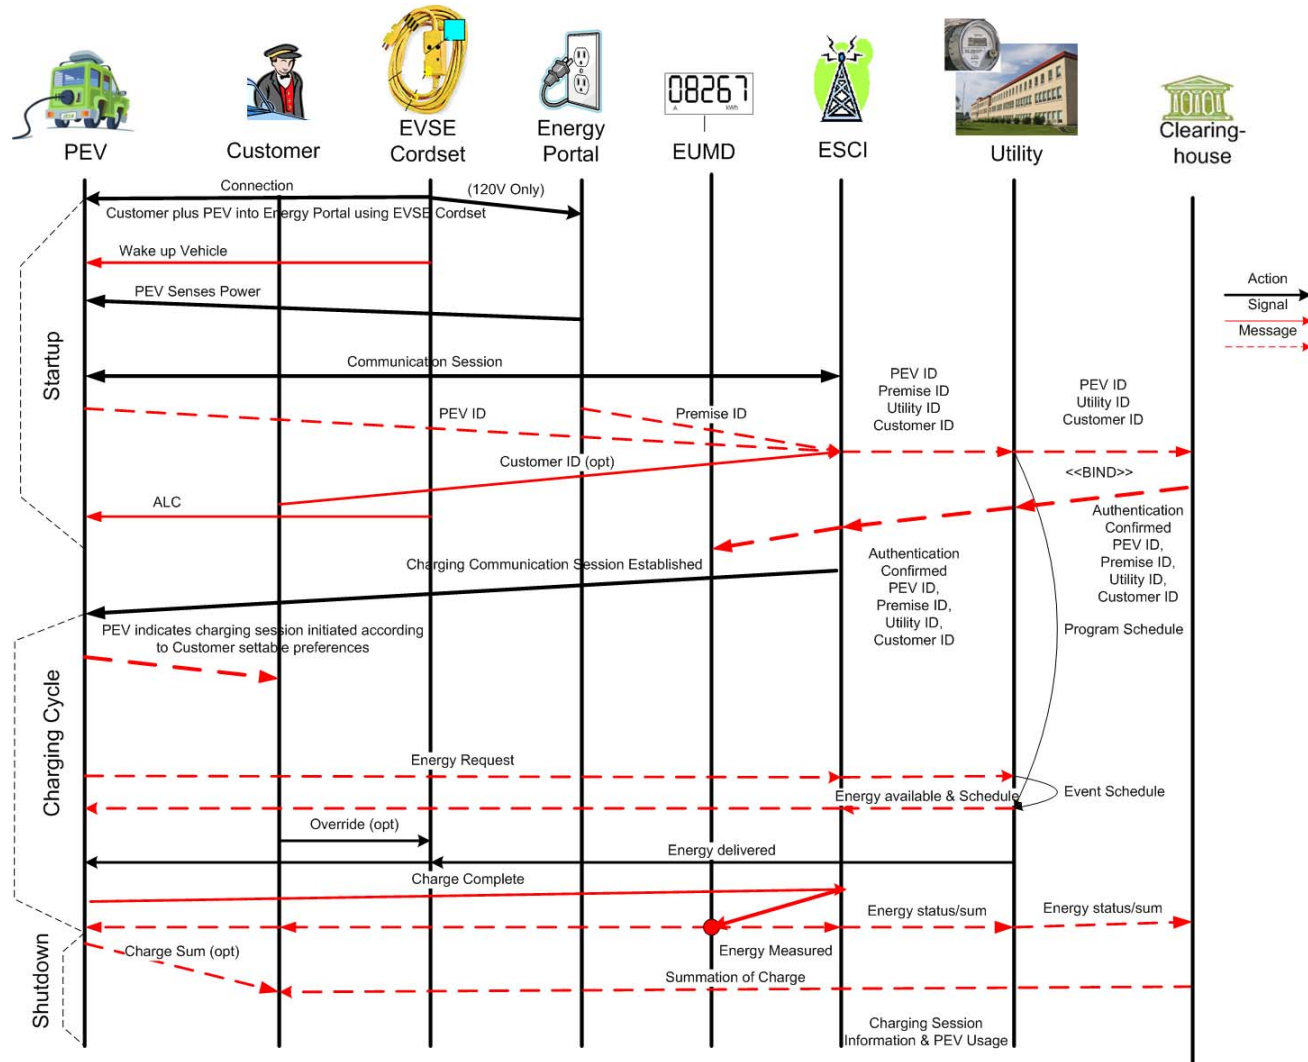 08267
A
kWh
PEV
Customer
EVSE
Cordset
Energy
Portal
EUMD
ESCI
Utility
Clearing-
house
Connection
(120V Only)
Customer plus PEV into Energy Portal using EVSE Cordset
Wake up Vehicle
PEV Senses Power
Action
Signal
Message
Startup
Communication Session
PEV ID
Premise ID
Utility ID
Customer ID
PEV ID
Utility ID
Customer ID
PEV ID
Premise ID
Customer ID (opt)
<<BIND>>
ALC
Authentication
Confirmed
PEV ID,
Premise ID,
Utility ID,
Customer ID
Authentication
Confirmed
PEV ID,
Premise ID,
Utility ID,
Customer ID
Charging Communication Session Established
Program Schedule
PEV indicates charging session initiated according
to Customer settable preferences
Charging Cycle
Energy Request
Energy available & Schedule
Event Schedule
Override (opt)
Energy delivered
Charge Complete
Energy status/sum
Energy status/sum
Energy Measured
Shutdown
Charge Sum (opt)
Summation of Charge
Charging Session
Information & PEV Usage